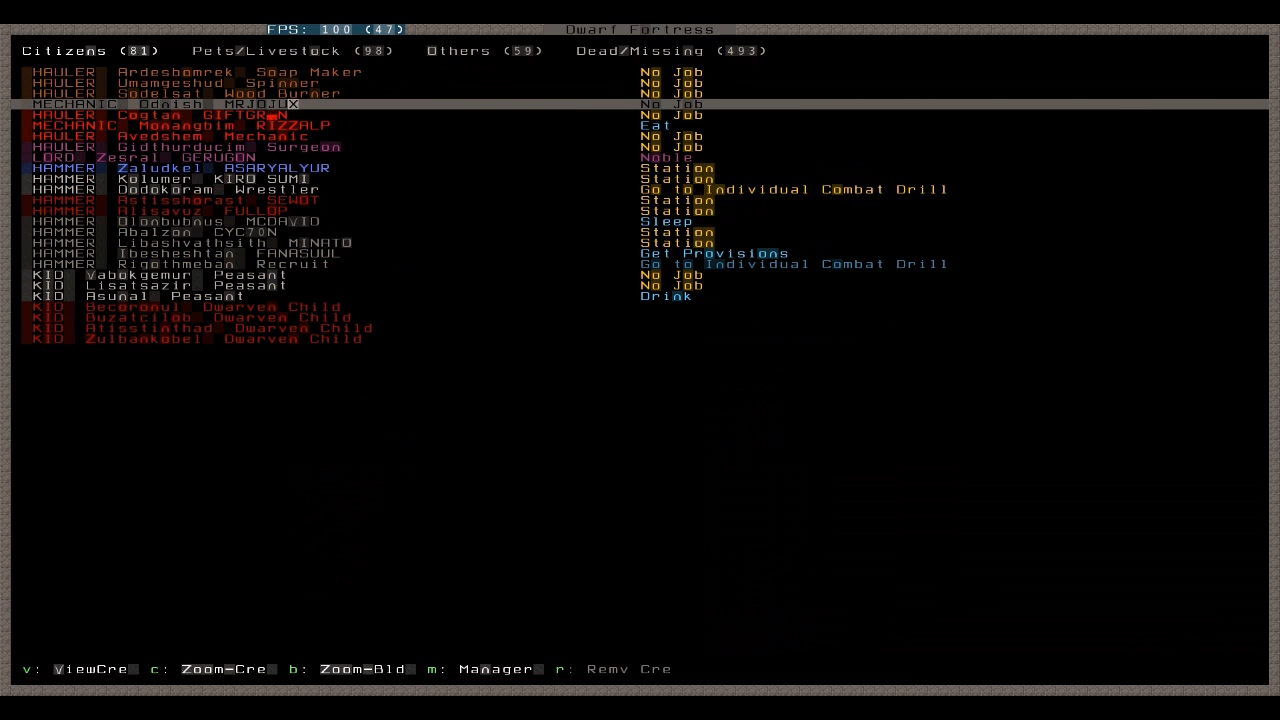 FPS: 100 (47) Dwarf Fortress
Citizens (81) Pets/Livestock (98) Others (59) Dead/Missing (493)
HAULER Ardesbomrek Soap Maker No Job
HAULER Umamgeshud Spinner No Job
HAULER Sodelsat Wood Burner No Job
MECHANIC Odnish MRJOJUX No Job
HAULER Cogtan No Job
MECHANIC Monangbim RIZZALP Eat
HAULER Avedshem Mechanic No Job
HAULER Gidthurducim Surgeon No Job
LORD Zesral GERUGON Noble
HAMMER Zaludkel ASARYALYUR Station
HAMMER Kolumer KIRO SUMI Station
HAMMER Dodokoram Wrestler Go to Individual Combat Drill
HAMMER Astisshorast SEWOT Station
HAMMER Alisavuz FULLOP Station
HAMMER Olonbubnus MCDAVID Sleep
HAMMER Abalzon CYC70N Station
HAMMER Libashvathsith MINATO Station
HAMMER Ibesheshtan FANASUUL Get Provisions
HAMMER Rigothmeban Recruit Go to Individual Combat Drill
KID Vabokgemur Peasant No Job
KID Lisatsazir Peasant No Job
KID Asunal Peasant Drink
KID Becoronul Dwarven Child
KID Buzatcilob Dwarven Child
KID Atisstinthad Dwarven Child
KID Zulbankobel Dwarven Child
v: ViewCre c: Zoom-Cre b: Zoom-Bld m: Manager r: Remv Cre